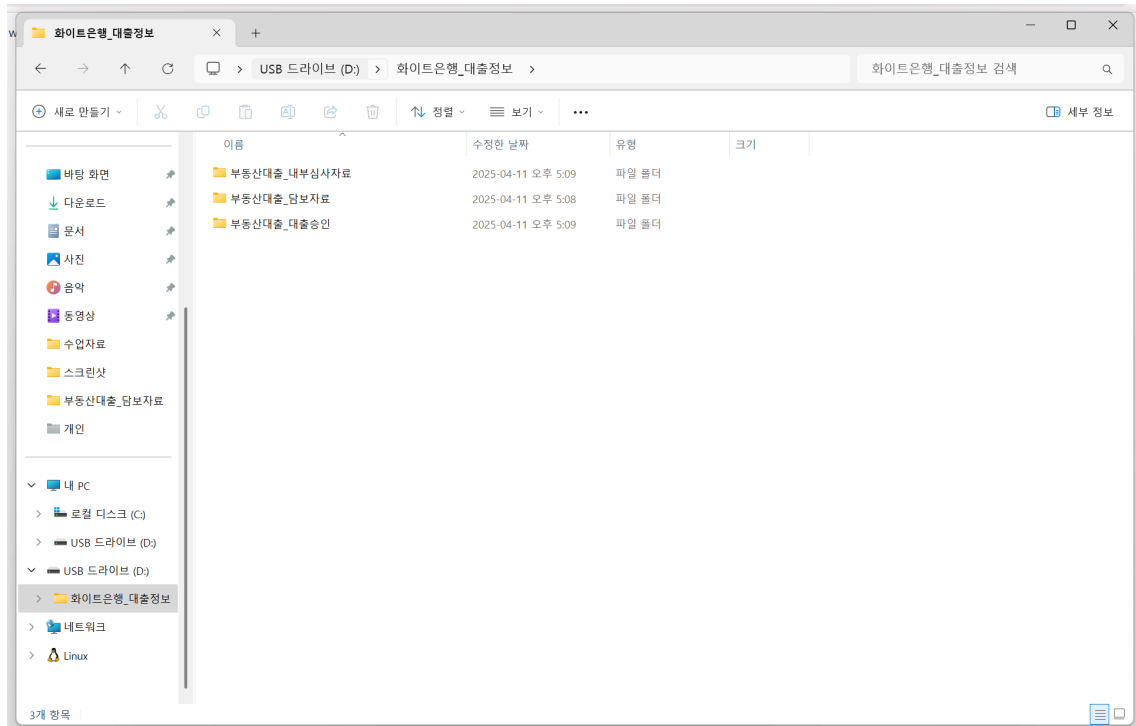 w
화이트은행_대출정보
USB 드라이브 (D:) > 화이트은행_대출정보 >
화이트은행_대출정보 검색
새로 만들기
정렬
보기
세부 정보
이름 수정한 날짜 유형 크기
부동산대출_내부심사자료 2025-04-11 오후 5:09 파일 폴더
부동산대출_담보자료 2025-04-11 오후 5:08 파일 폴더
부동산대출_대출승인 2025-04-11 오후 5:09 파일 폴더
바탕 화면
다운로드
문서
사진
음악
동영상
수업자료
스크린샷
부동산대출_담보자료
개인
내 PC
로컬 디스크 (C:)
USB 드라이브 (D:)
USB 드라이브 (D:)
화이트은행_대출정보
네트워크
Linux
3개 항목